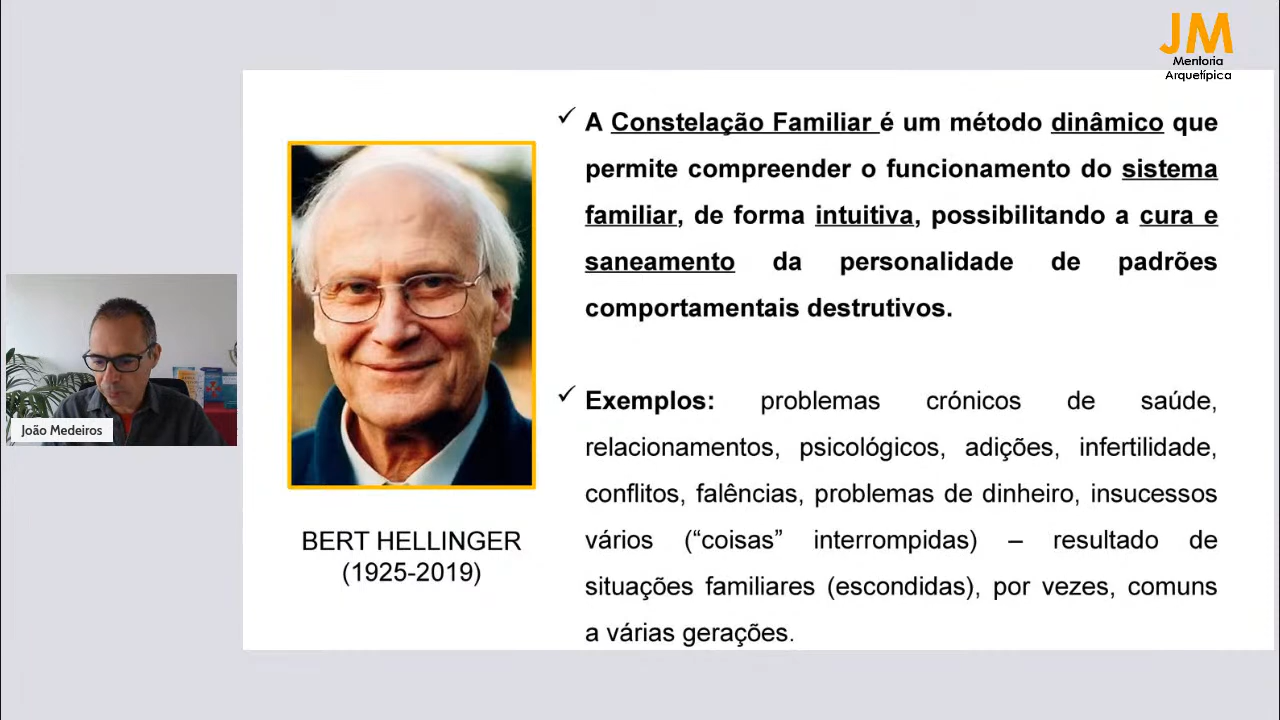 JM
Mentoria
Arquetípica
✓ A Constelação Familiar é um método dinâmico que
permite compreender o funcionamento do sistema
familiar, de forma intuitiva, possibilitando a cura e
saneamento da personalidade de padrões
comportamentais destrutivos.
✓ Exemplos: problemas crónicos de saúde,
relacionamentos, psicológicos, adições, infertilidade,
conflitos, falências, problemas de dinheiro, insucessos
vários (“coisas” interrompidas) – resultado de
situações familiares (escondidas), por vezes, comuns
a várias gerações.
BERT HELLINGER
(1925-2019)
João Medeiros